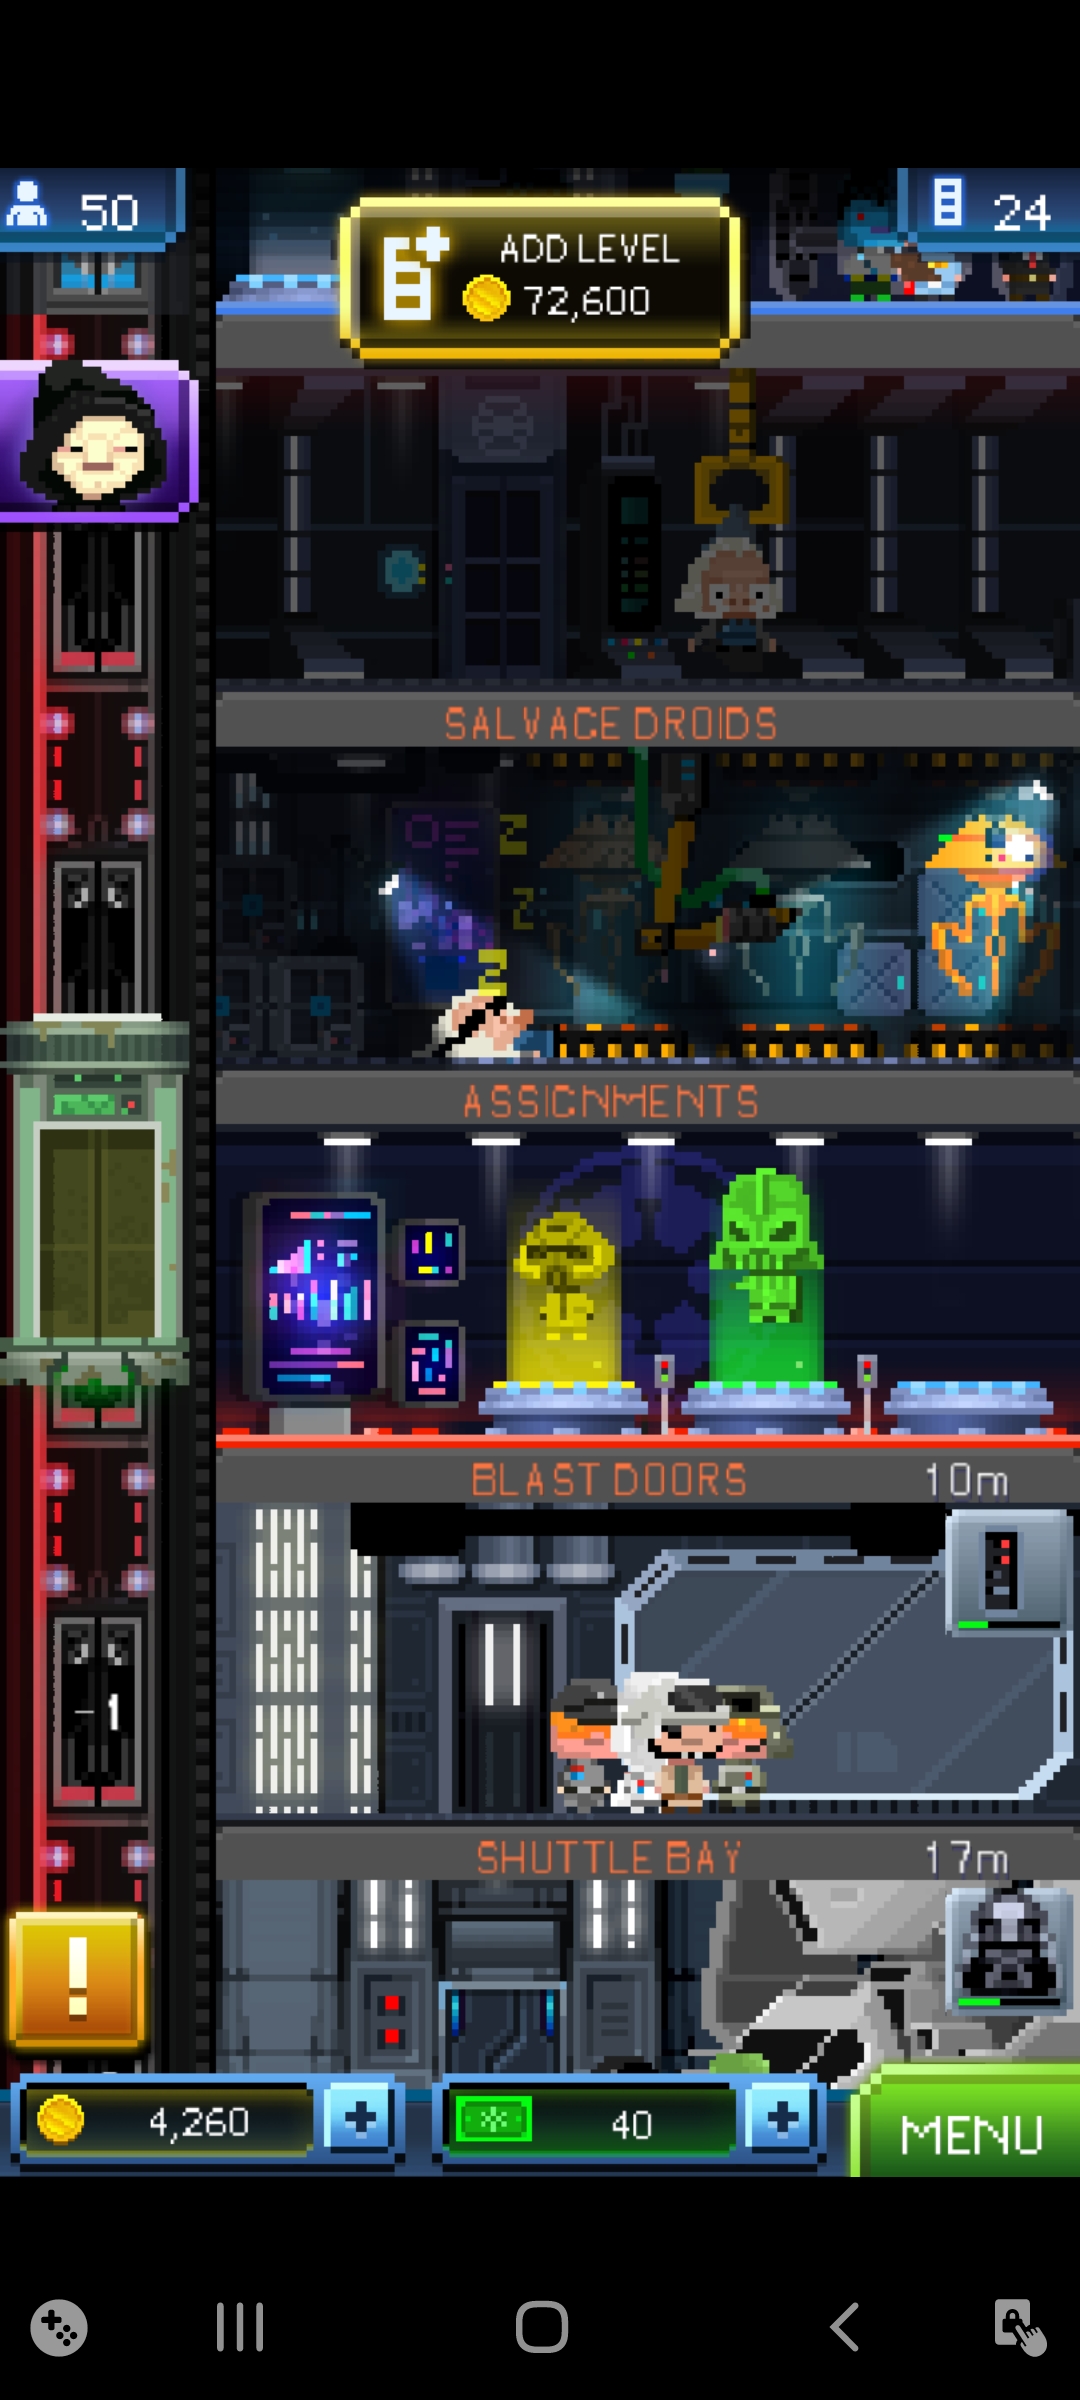 50
ADD LEVEL
72,600
24
SALVAGE DROIDS
Z
Z
Z
ASSIGNMENTS
BLAST DOORS
10m
-1
SHUTTLE BAY
17m
!
4,260
+
40
+
MENU